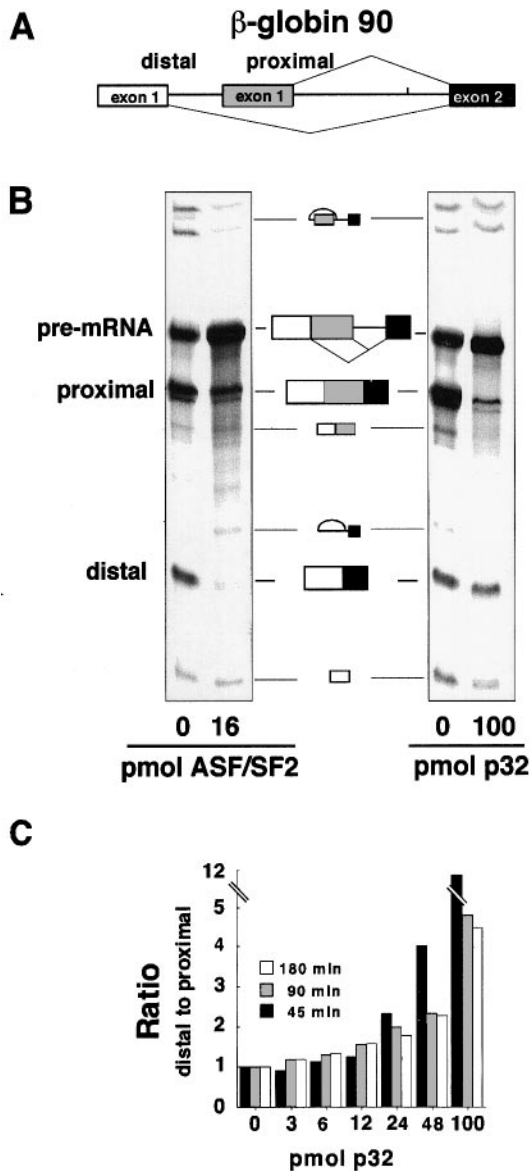 A
β-globin 90
distal proximal
exon 1 exon 1 exon 2
B
pre-mRNA
proximal
distal
0 16 0 100
pmol ASF/SF2 pmol p32
C
12
5
4
3
2
1
0
Ratio
distal to proximal
180 min
90 min
45 min
0 3 6 12 24 48 100
pmol p32